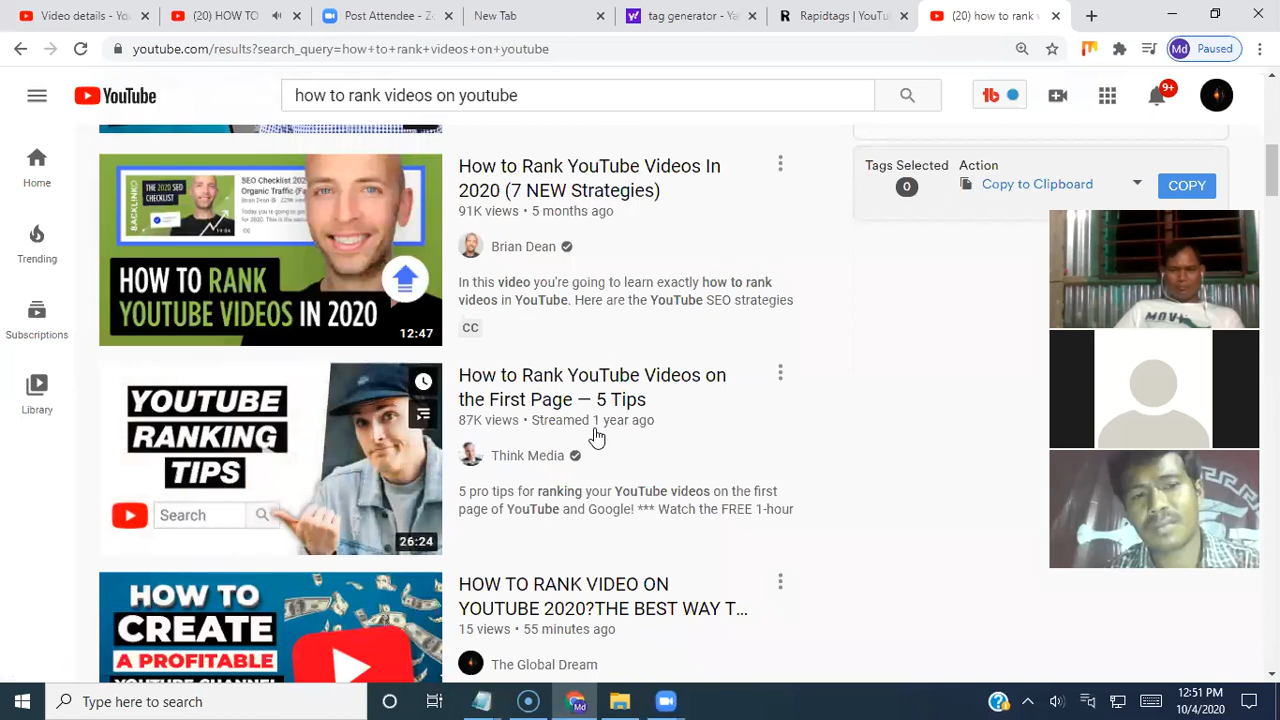 Video details - You
(20) HOW TO
Post Attendee - Zo
New Tab
tag generator - Ye
Rapidtags | YouTu
(20) how to rank v
youtube.com/results?search_query=how+to+rank+videos+on+youtube
Md
Paused
YouTube
how to rank videos on youtube
9+
Home
Trending
Subscriptions
Library
SEO Checklist 202
Organic Traffic (Fa
THE 2020 SEO
CHECKLIST
BACKLINKO
HOW TO RANK
YOUTUBE VIDEOS IN 2020
12:47
How to Rank YouTube Videos In
2020 (7 NEW Strategies)
91K views • 5 months ago
Brian Dean
In this video you're going to learn exactly how to rank
videos in YouTube. Here are the YouTube SEO strategies
CC
YOUTUBE
RANKING
TIPS
Search
26:24
How to Rank YouTube Videos on
the First Page — 5 Tips
87K views • Streamed 1 year ago
Think Media
5 pro tips for ranking your YouTube videos on the first
page of YouTube and Google! *** Watch the FREE 1-hour
HOW TO
CREATE
A PROFITABLE
YOUTUBE CHANNEL
HOW TO RANK VIDEO ON
YOUTUBE 2020?THE BEST WAY T...
15 views • 55 minutes ago
The Global Dream
Tags Selected
0
Action
Copy to Clipboard
COPY
MOVI
Type here to search
Md
12:51 PM
10/4/2020